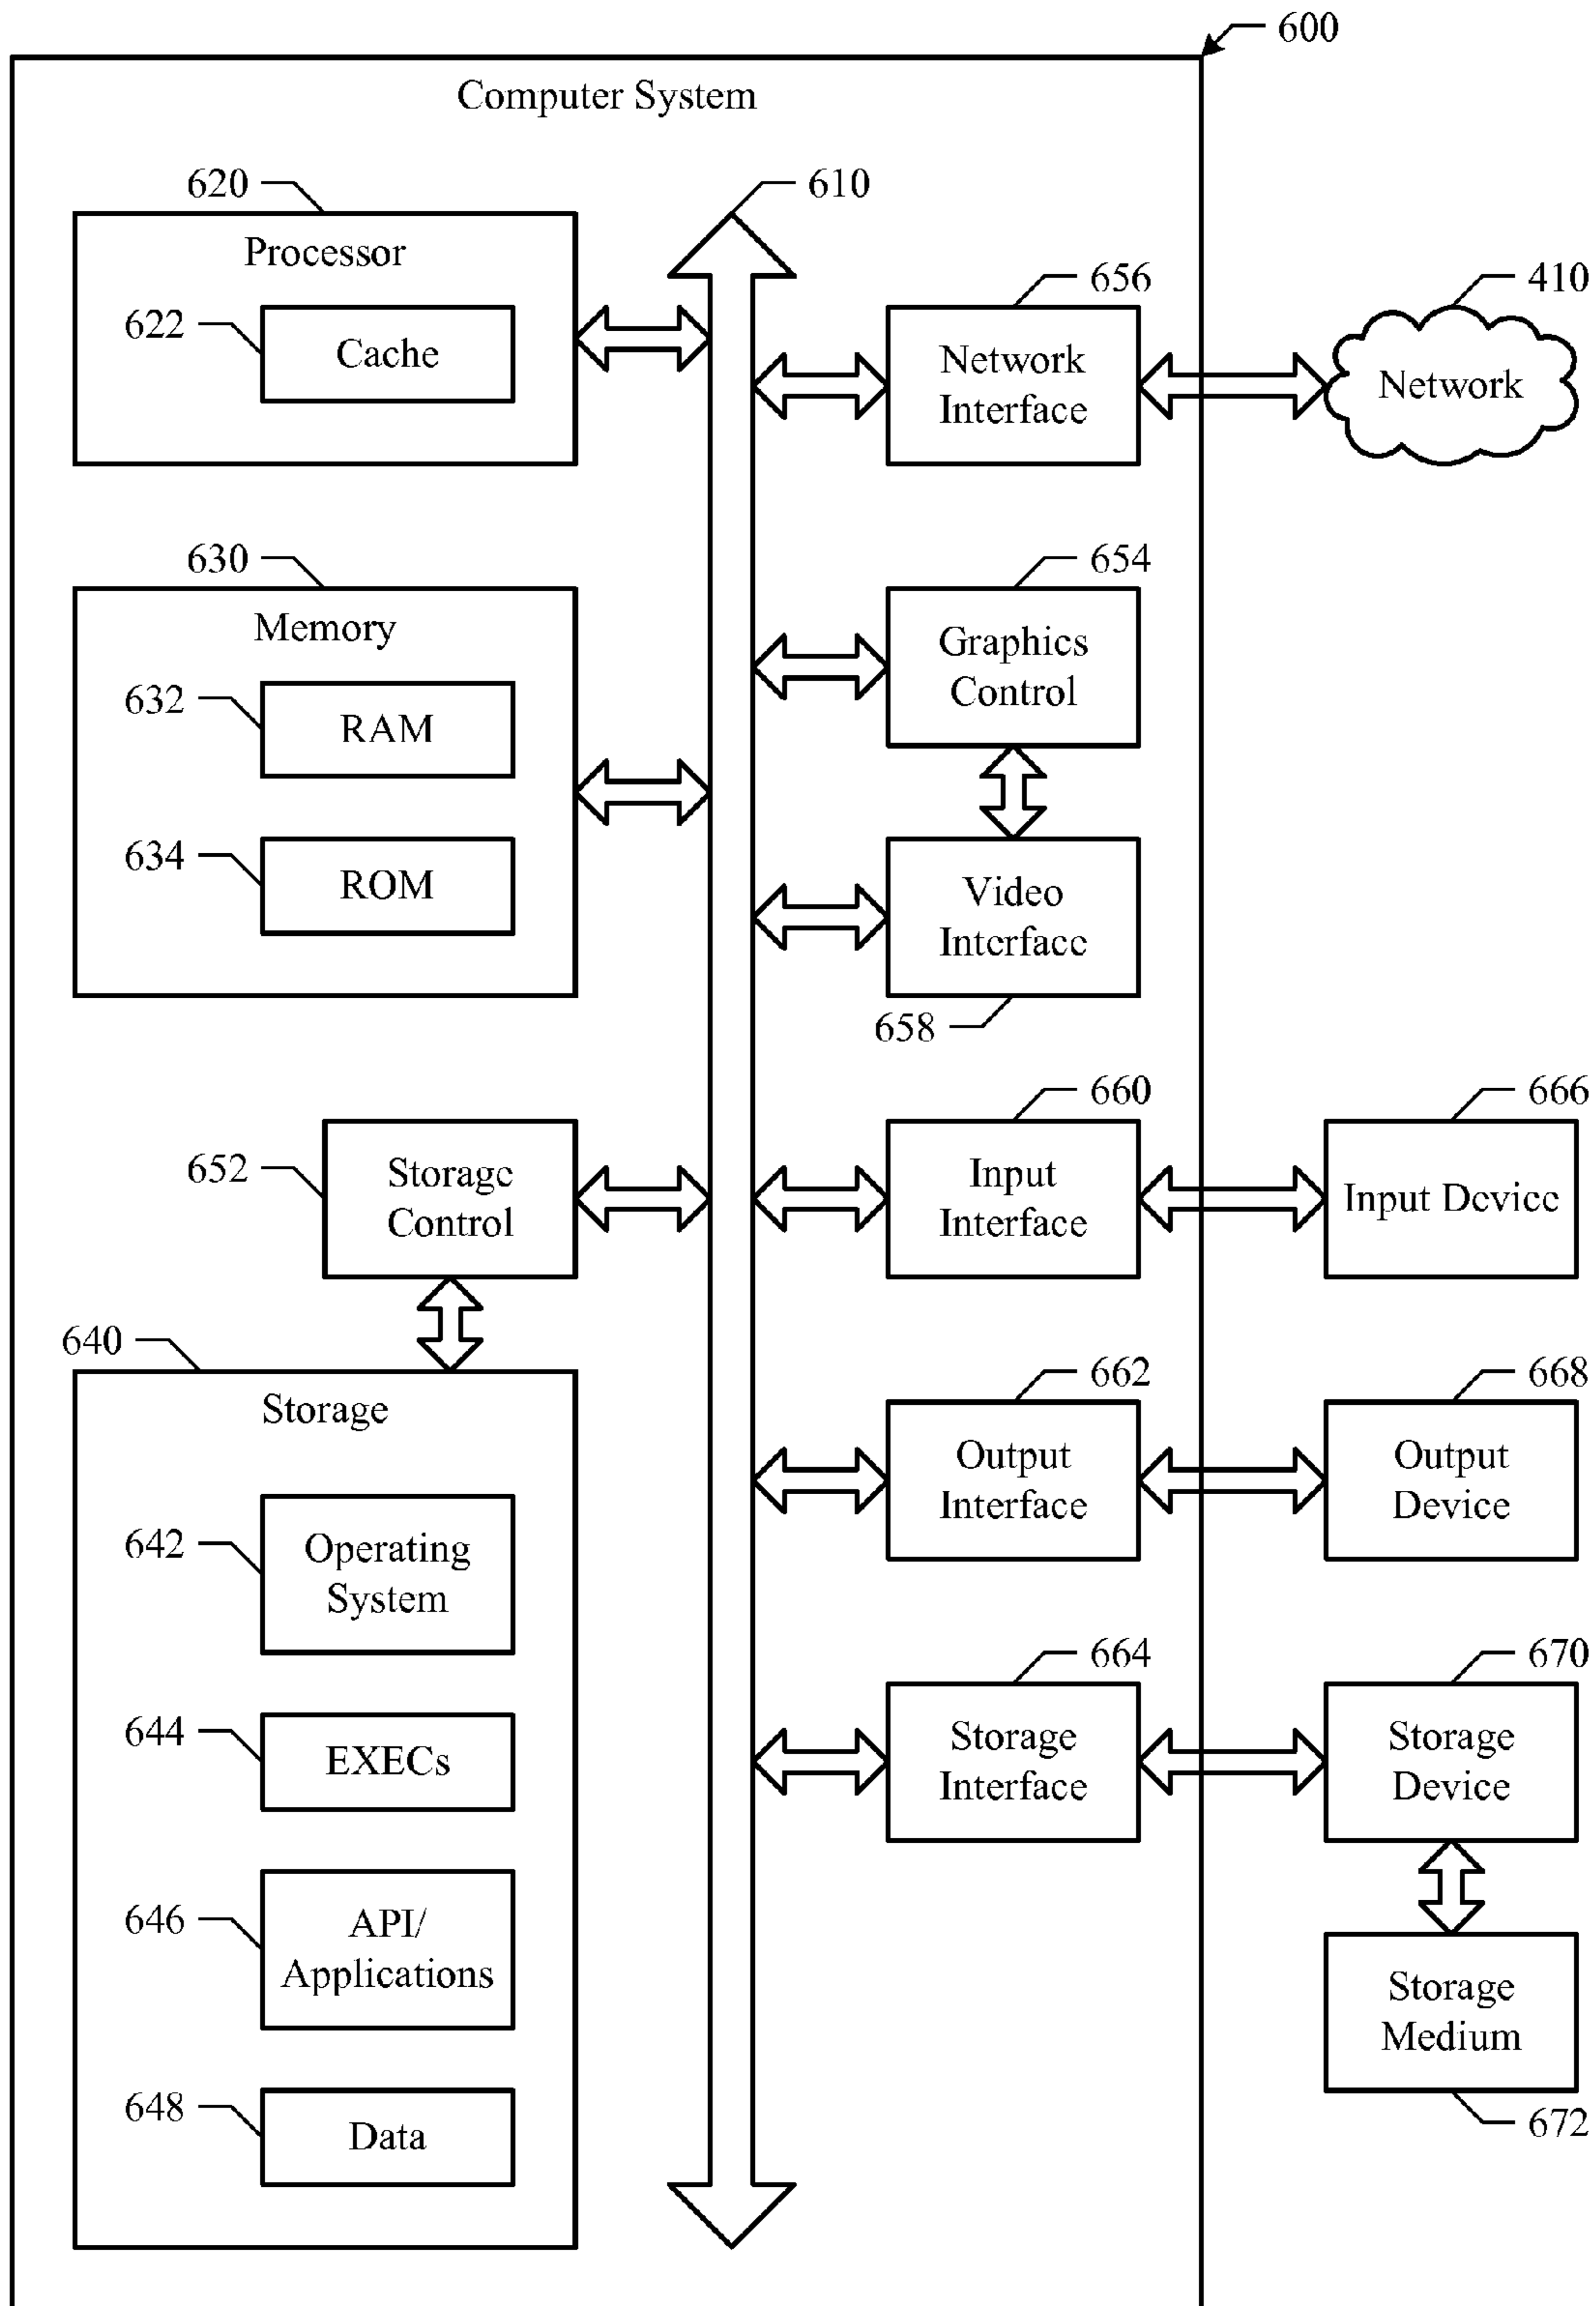 600
Computer System
620
610
Processor
656
410
622
Cache
Network
Interface
Network
630
654
Memory
Graphics
Control
632
RAM
634
ROM
Video
Interface
658
660
666
652
Storage
Control
Input
Interface
Input Device
640
662
668
Storage
Output
Interface
Output
Device
642
Operating
System
664
670
644
EXECs
Storage
Interface
Storage
Device
646
API/
Applications
Storage
Medium
648
Data
672